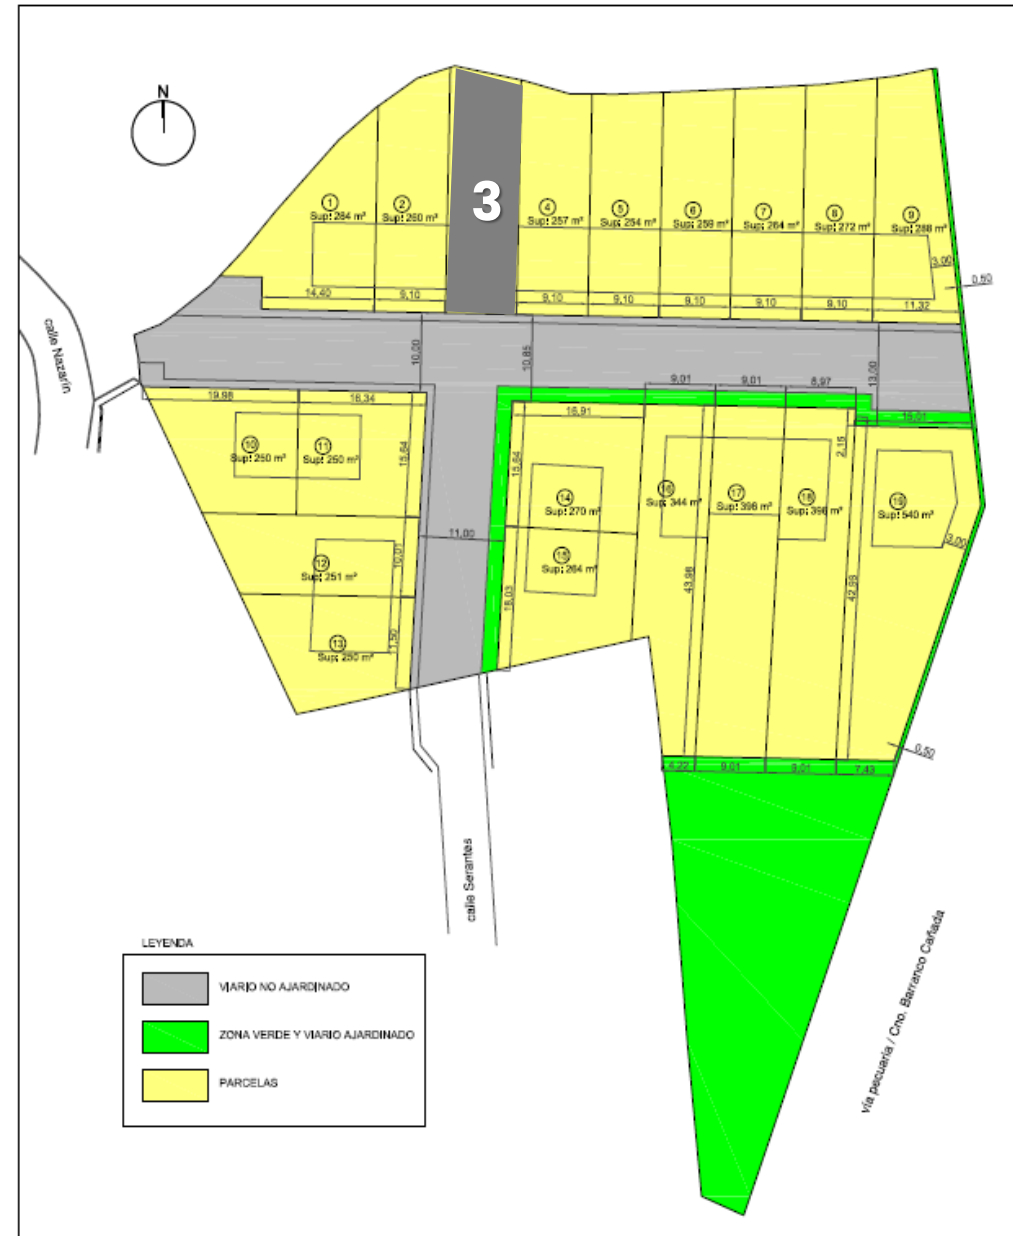 N
3
1
Sup: 284 m²
2
Sup: 260 m²
4
Sup: 257 m²
5
Sup: 254 m²
6
Sup: 259 m²
7
Sup: 264 m²
8
Sup: 272 m²
9
Sup: 288 m²
3,00
0,50
14,40
9,10
9,10
9,10
9,10
9,10
9,10
11,32
calle Nazarín
10,00
10,85
13,00
9,01
9,01
8,97
19,98
16,34
16,91
15,01
10
Sup: 250 m²
11
Sup: 250 m²
15,64
15,64
2,15
14
Sup: 270 m²
16
Sup: 344 m²
17
Sup: 396 m²
18
Sup: 396 m²
19
Sup: 540 m²
11,00
3,00
12
Sup: 251 m²
10,01
15
Sup: 264 m²
18,03
43,98
42,98
13
Sup: 250 m²
11,50
0,50
4,22
9,01
9,01
7,43
calle Serantes
vía pecuaria / Cno. Barranco Cañada
LEYENDA
VIARIO NO AJARDINADO
ZONA VERDE Y VIARIO AJARDINADO
PARCELAS